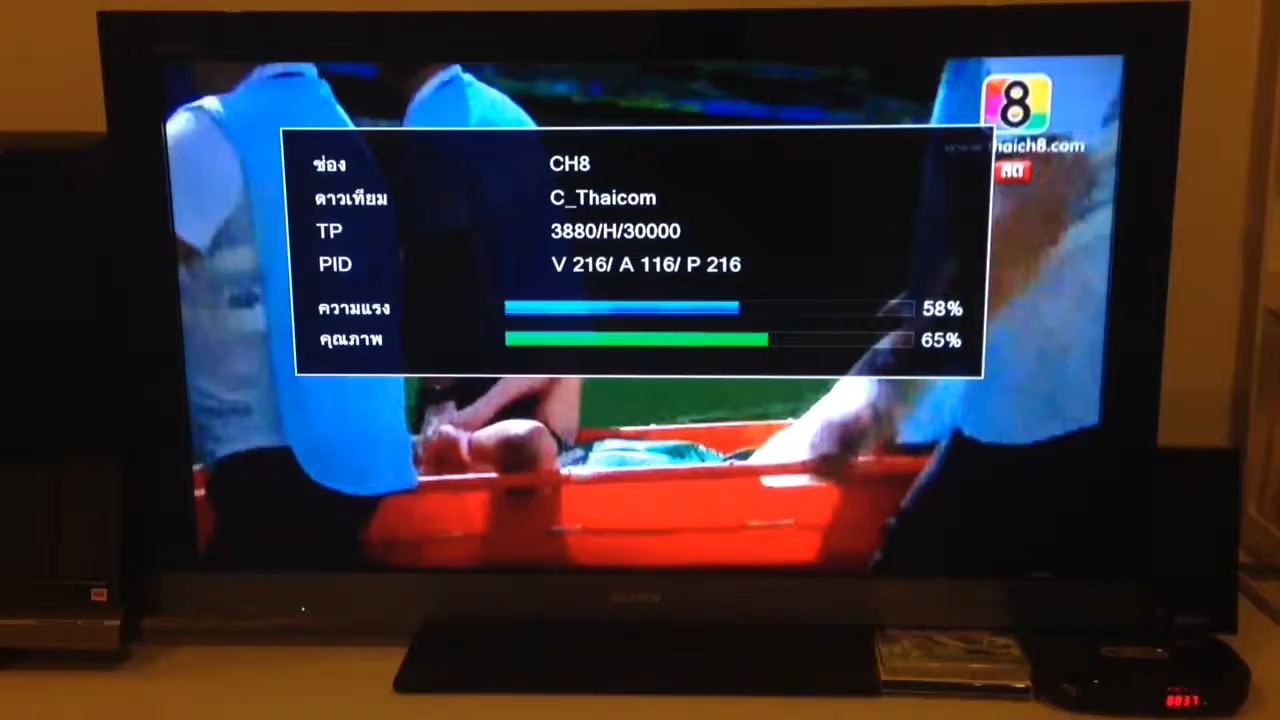 8
www.thaich8.com
สด
ช่อง CH8
ดาวเทียม C_Thaicom
TP 3880/H/30000
PID V 216/ A 116/ P 216
ความแรง 58%
คุณภาพ 65%
SONY
0037